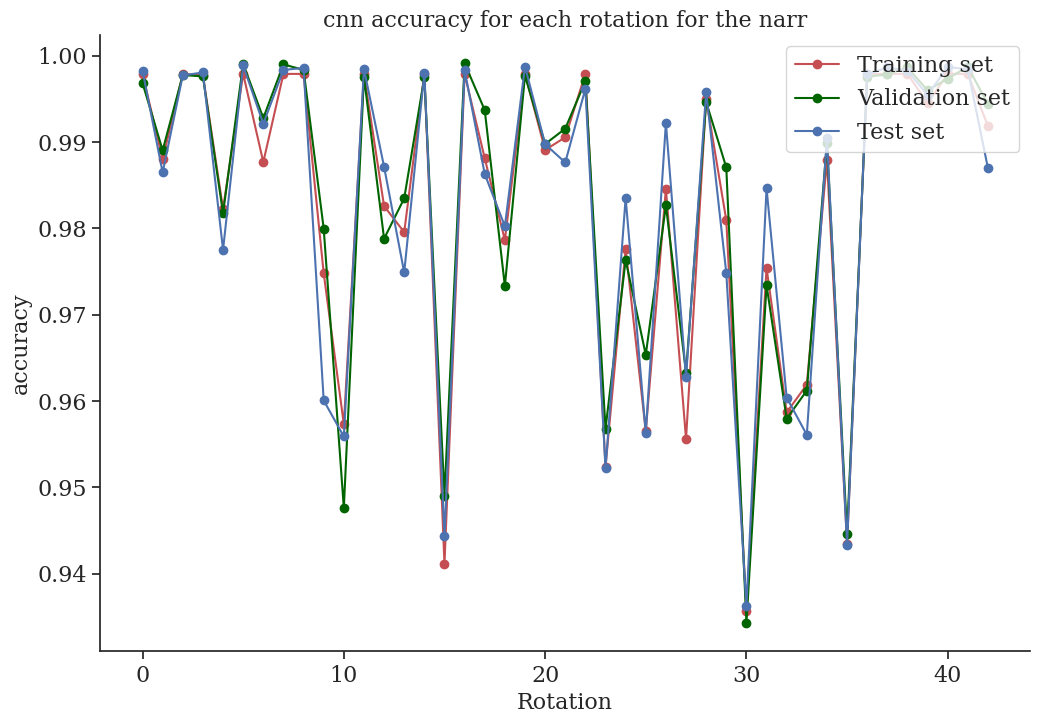 cnn accuracy for each rotation for the narr
1.00
0.99
0.98
0.97
0.96
0.95
0.94
accuracy
Training set
Validation set
Test set
0 10 20 30 40
Rotation